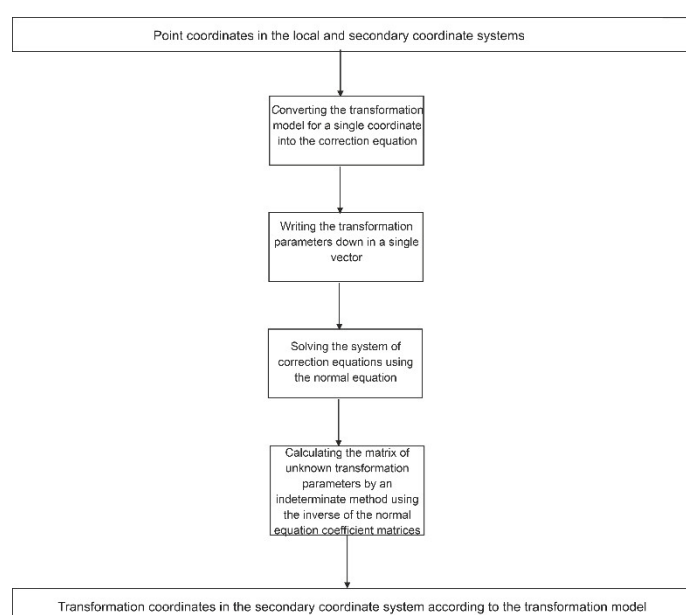 Point coordinates in the local and secondary coordinate systems
Converting the transformation
model for a single coordinate
into the correction equation
Writing the transformation
parameters down in a single
vector
Solving the system of
correction equations using
the normal equation
Calculating the matrix of
unknown transformation
parameters by an
indeterminate method using
the inverse of the normal
equation coefficient matrices
Transformation coordinates in the secondary coordinate system according to the transformation model